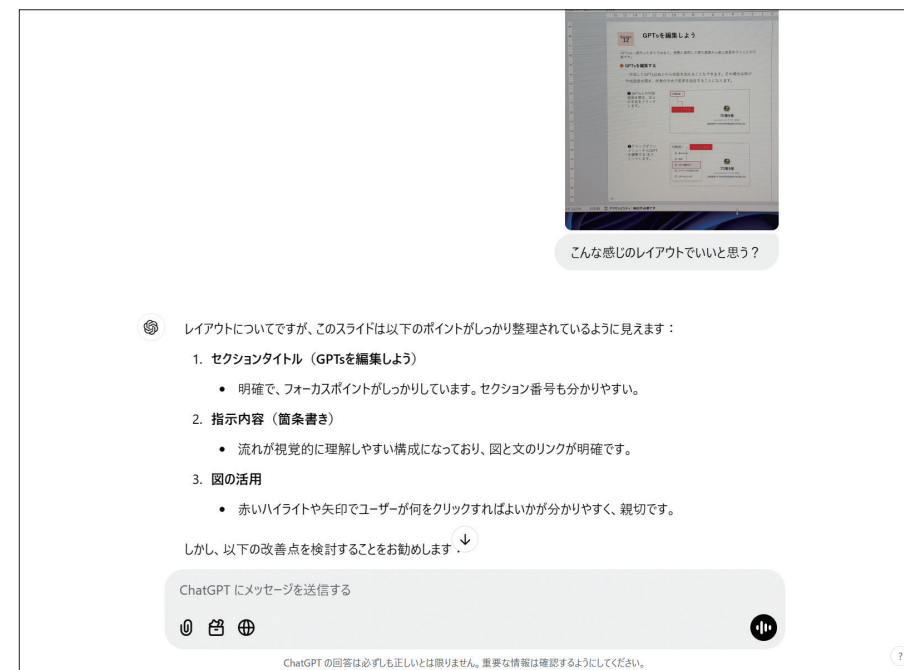 GPTsを編集しよう
12
● GPTsを編集する
こんな感じのレイアウトでいいと思う？
レイアウトについてですが、このスライドは以下のポイントがしっかり整理されているように見えます：
1. セクションタイトル（GPTsを編集しよう）
• 明確で、フォーカスポイントがしっかりしています。セクション番号も分かりやすい。
2. 指示内容（箇条書き）
• 流れが視覚的に理解しやすい構成になっており、図と文のリンクが明確です。
3. 図の活用
• 赤いハイライトや矢印でユーザーが何をクリックすればよいかが分かりやすく、親切です。
しかし、以下の改善点を検討することをお勧めします：
ChatGPT にメッセージを送信する
ChatGPT の回答は必ずしも正しいとは限りません。重要な情報は確認するようにしてください。
?